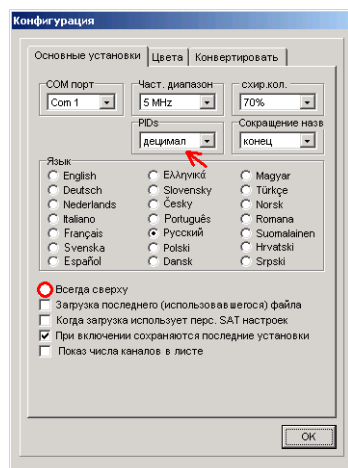 Конфигурация
Основные установки Цвета Конвертировать
COM порт Част. диапазон схир.кол.
Com 1 5 MHz 70%
PIDs Сокращение назв
децимал конец
Язык
English Ελληνικά Magyar
Deutsch Slovensky Türkçe
Nederlands Česky Norsk
Italiano Português Romana
Français Русский Suomalainen
Svenska Polski Hrvatski
Español Dansk Srpski
Всегда сверху
Загрузка последнего (использовавшегося) файла
Когда загрузка использует перс. SAT настроек
При включении сохраняются последние установки
Показ числа каналов в листе
OK